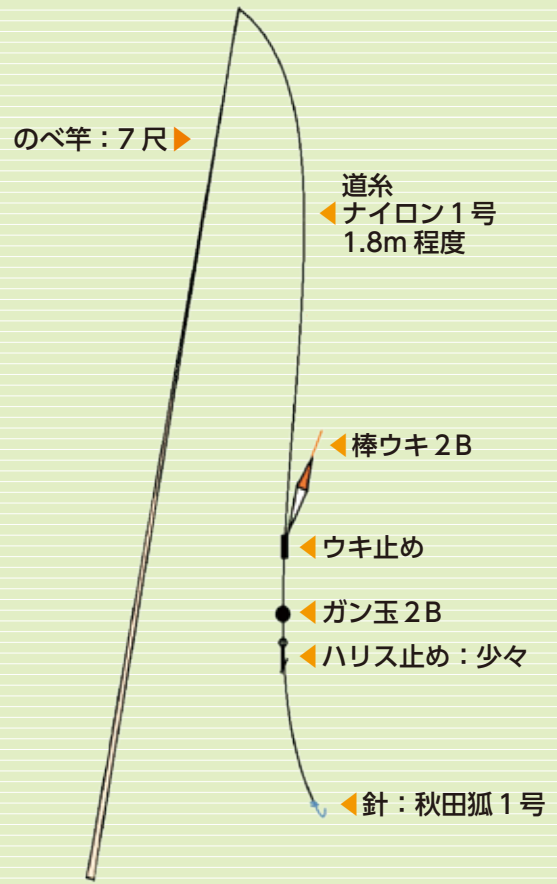 のべ竿：7尺
道糸
ナイロン1号
1.8m 程度
棒ウキ2B
ウキ止め
ガン玉2B
ハリス止め：少々
針：秋田狐1号